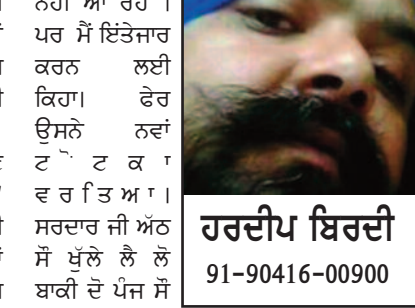 ਨਹੀਂ ਆ ਰਹੇ ।
ਪਰ ਮੈਂ ਇੰਤੇਜਾਰ
ਕਰਨ ਲਈ
ਕਿਹਾ। ਫੇਰ
ਉਸਨੇ ਨਵਾਂ
ਟੋਟਕਾ
ਵਰਤਿਆ।
ਸਰਦਾਰ ਜੀ ਅੱਠ
ਸੌ ਖੁੱਲੇ ਲੈ ਲੋ
ਬਾਕੀ ਦੋ ਪੰਜ ਸੌ
ਹਰਦੀਪ ਬਿਰਦੀ
91-90416-00900